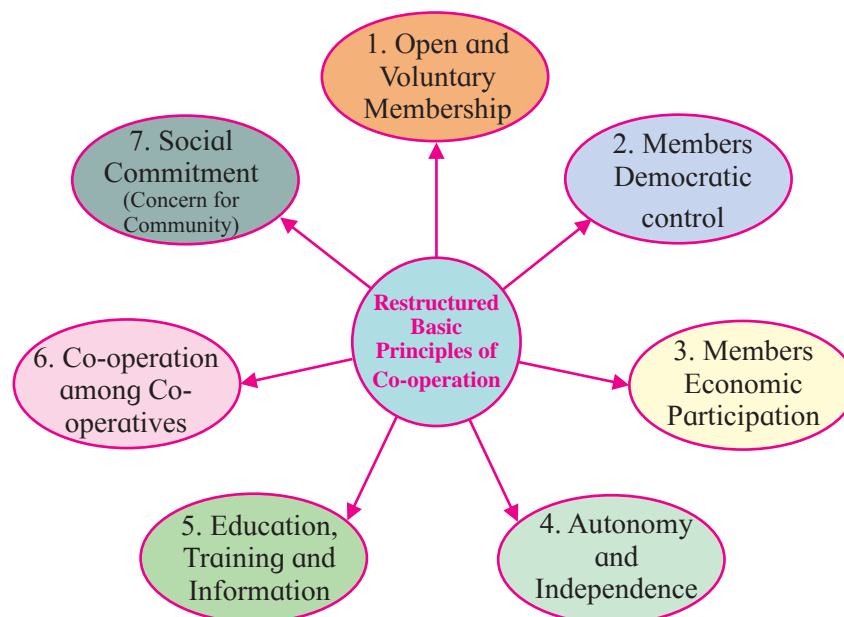 Restructured
Basic
Principles of
Co-operation
1. Open and
Voluntary
Membership
2. Members
Democratic
control
3. Members
Economic
Participation
4. Autonomy
and
Independence
5. Education,
Training and
Information
6. Co-operation
among Co-
operatives
7. Social
Commitment
(Concern for
Community)